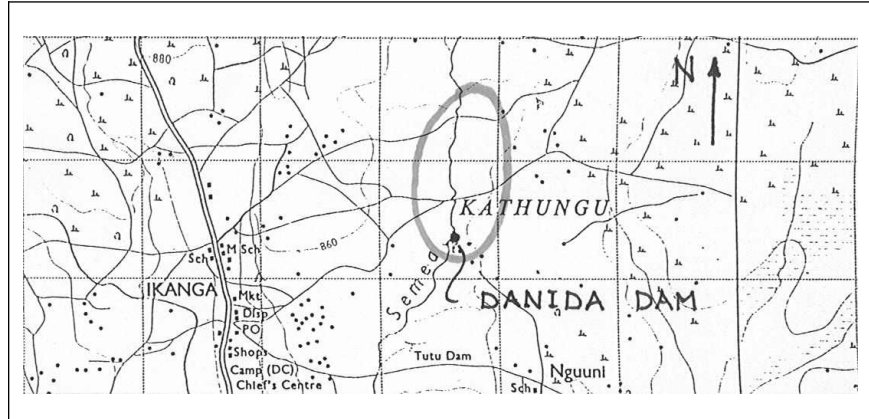 880
N
KATHUNGU
M Sch
860
Sch
Semea
IKANGA
Mkt
DANIDA DAM
Disp
PO
Shops
Tutu Dam
Camp (DC)
Nguuni
Chief's Centre
Sch